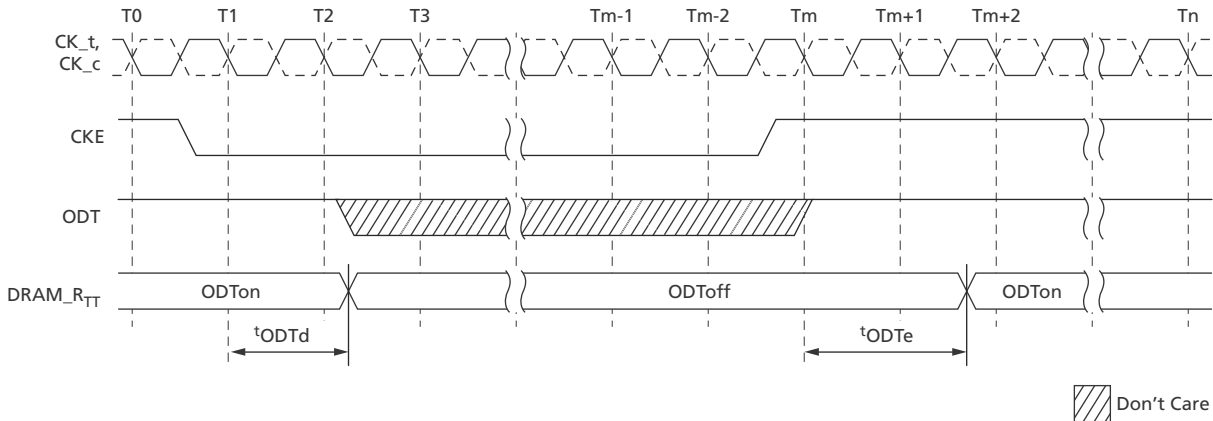 T0 T1 T2 T3 Tm-1 Tm-2 Tm Tm+1 Tm+2 Tn
CK_t,
CK_c
CKE
ODT
DRAM_RTT ODTon ODToff ODTon
tODTd tODTe
Don't Care